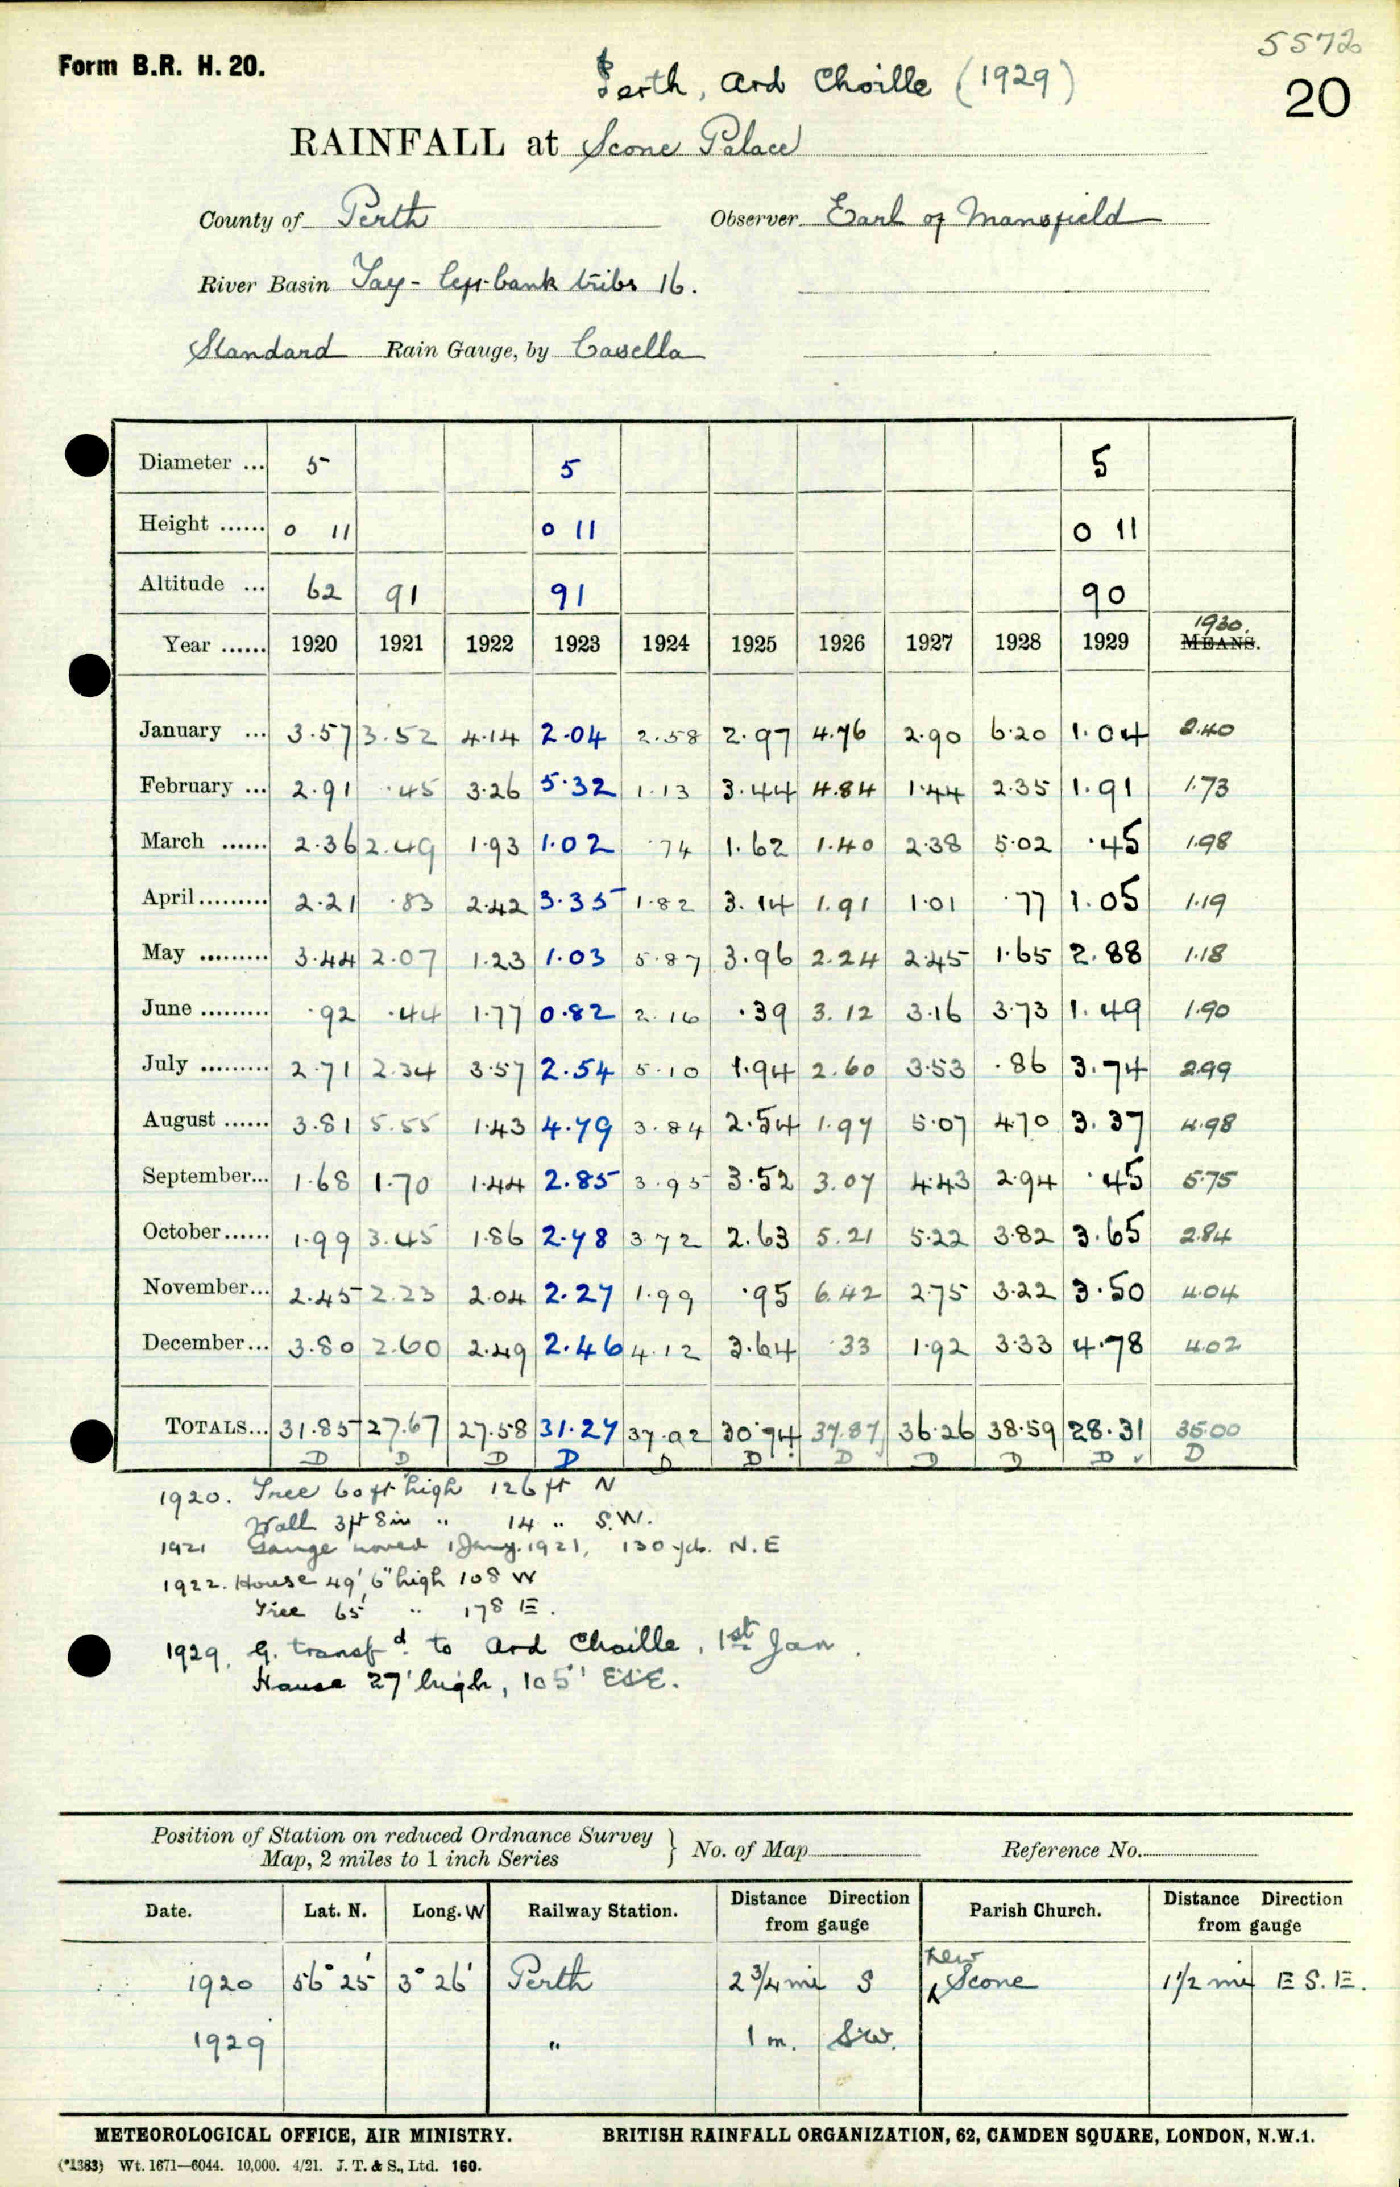 5572
Form B.R. H. 20.
Perth, Ard Choille (1929)
20
RAINFALL at Scone Palace
County of Perth Observer Earl of Mansfield
River Basin Tay - left bank tribs 16.
Standard Rain Gauge, by Casella
Diameter ... 5 5 5
Height ...... 0 11 0 11 0 11
Altitude ... 62 91 91 90
Year ...... 1920 1921 1922 1923 1924 1925 1926 1927 1928 1929 1930. MEANS.
January ... 3.57 3.52 4.14 2.04 2.58 2.97 4.76 2.90 6.20 1.04 2.40
February ... 2.91 .45 3.26 5.32 1.13 3.44 4.84 1.44 2.35 1.91 1.73
March ...... 2.36 2.49 1.93 1.02 .74 1.62 1.40 2.38 5.02 .45 1.98
April ......... 2.21 .83 2.42 3.35 1.82 3.14 1.91 1.01 .77 1.05 1.19
May ......... 3.44 2.07 1.23 1.03 5.87 3.96 2.24 2.45 1.65 2.88 1.18
June ......... .92 .44 1.77 0.82 2.16 .39 3.12 3.16 3.73 1.49 1.90
July ......... 2.71 2.34 3.57 2.54 5.10 1.94 2.60 3.53 .86 3.74 2.99
August ...... 3.81 5.55 1.43 4.79 3.84 2.54 1.97 5.07 4.70 3.37 4.98
September... 1.68 1.70 1.44 2.85 3.95 3.52 3.07 4.43 2.94 .45 5.75
October...... 1.99 3.45 1.86 2.78 3.72 2.63 5.21 5.22 3.82 3.65 2.84
November... 2.45 2.23 2.04 2.27 1.99 .95 6.42 2.75 3.22 3.50 4.04
December... 3.80 2.60 2.49 2.46 4.12 3.64 .33 1.92 3.33 4.78 4.02
TOTALS... 31.85 27.67 27.58 31.27 37.02 30.74 37.87 36.26 38.59 28.31 35.00
D D D D D D D D D D D
1920. Tree 60 ft high 126 ft N
Wall 3ft 8in " 14 " S.W.
1921 Gauge moved 1 Jany. 1921, 130 yds. N.E
1922. House 49' 6" high 108 W
Tree 65' " 178 E.
1929. G. transfd. to Ard Choille, 1st Jan.
House 27' high, 105' ESE.
Position of Station on reduced Ordnance Survey
Map, 2 miles to 1 inch Series } No. of Map Reference No.
Date. Lat. N. Long. W Railway Station. Distance Direction from gauge Parish Church. Distance Direction from gauge
1920 56° 25' 3° 26' Perth 2 3/4 mi S New Scone 1 1/2 mi E S. E.
1929 " 1 m. SW.
METEOROLOGICAL OFFICE, AIR MINISTRY. BRITISH RAINFALL ORGANIZATION, 62, CAMDEN SQUARE, LONDON, N.W.1.
(*1383) Wt. 1671—6044. 10,000. 4/21. J. T. & S., Ltd. 160.